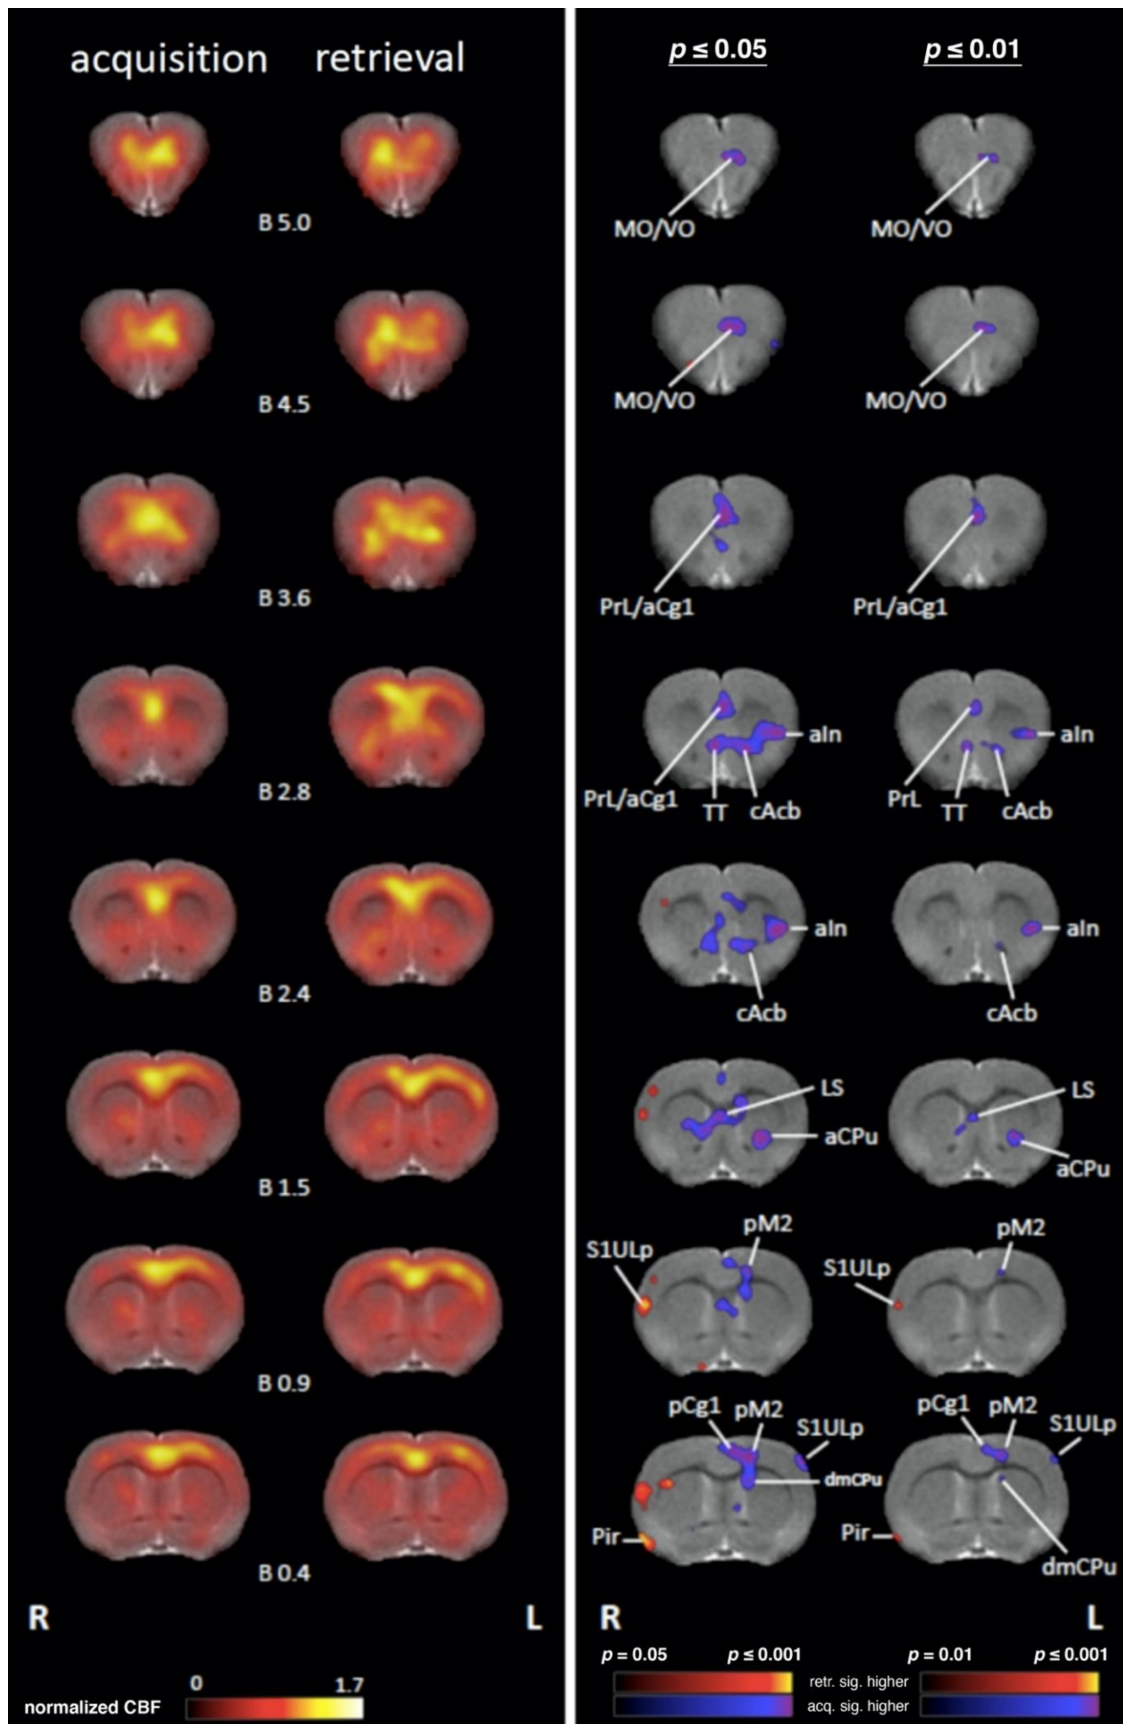 acquisition retrieval
p ≤ 0.05 p ≤ 0.01
B 5.0
MO/VO MO/VO
B 4.5
MO/VO MO/VO
B 3.6
PrL/aCg1 PrL/aCg1
aIn aIn
B 2.8
PrL/aCg1 TT cAcb PrL TT cAcb
aIn aIn
B 2.4
cAcb cAcb
LS LS
aCPu aCPu
B 1.5
pM2 pM2
S1ULp S1ULp
B 0.9
pCg1 pM2 S1ULp pCg1 pM2 S1ULp
dmCPu
Pir Pir
B 0.4
dmCPu
R L R L
p = 0.05 p ≤ 0.001 p = 0.01 p ≤ 0.001
0 1.7
retr. sig. higher
normalized CBF
acq. sig. higher